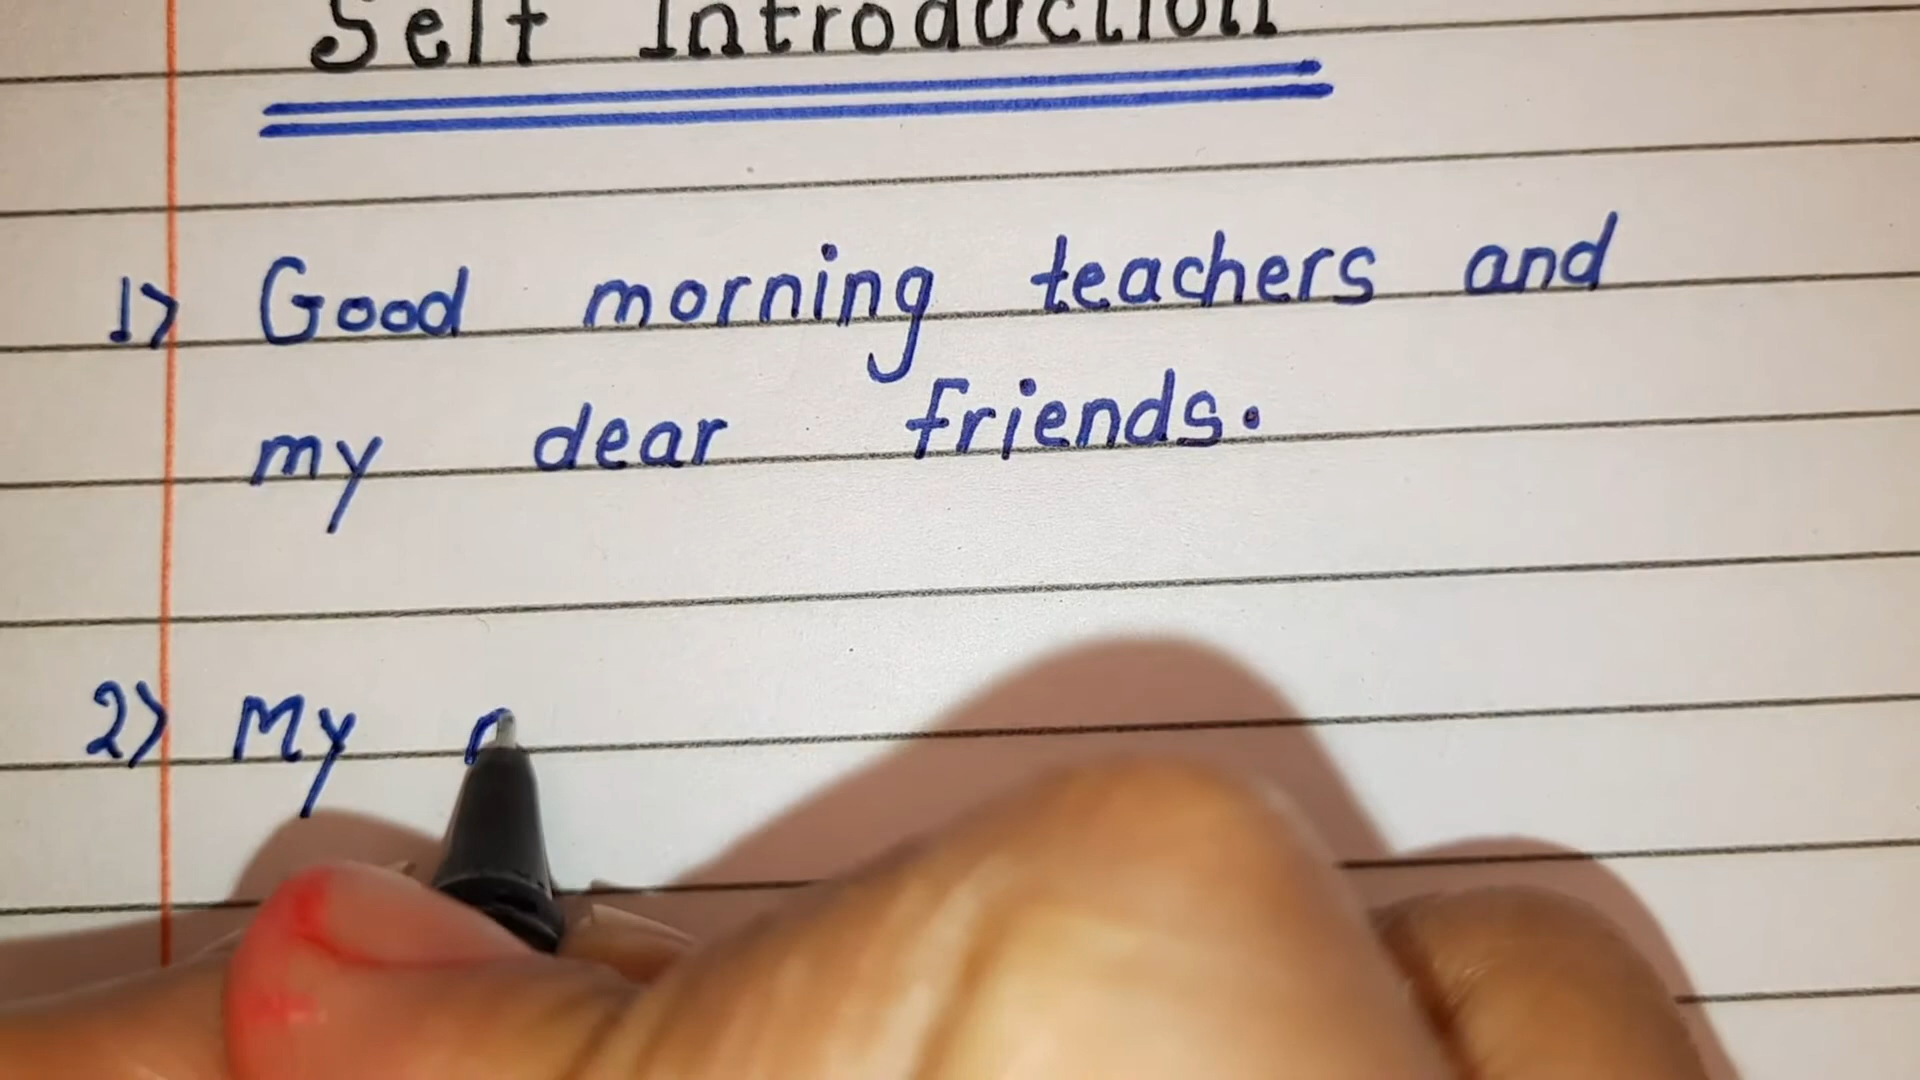 Self Introduction
1> Good morning teachers and
my dear friends.
2> My